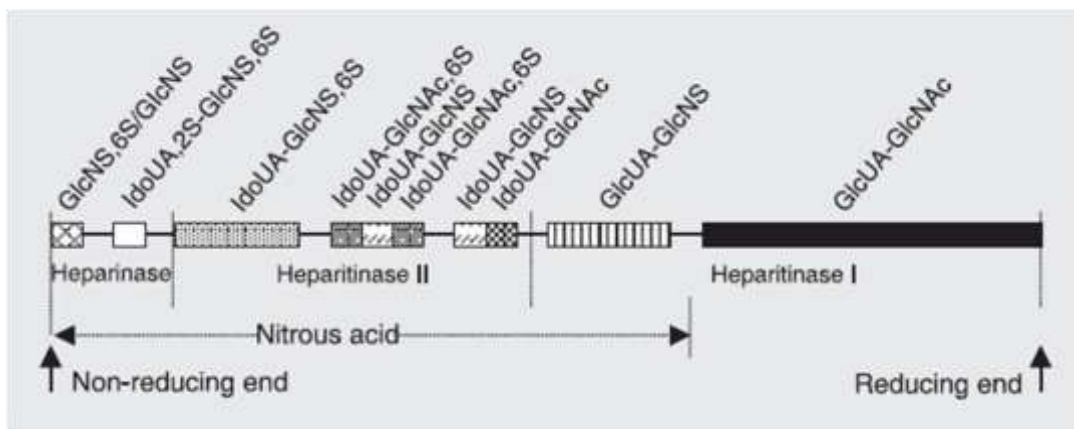 GlcNS,6S/GlcNS
IdoUA,2S-GlcNS,6S
IdoUA-GlcNS,6S
IdoUA-GlcNAc,6S
IdoUA-GlcNS
IdoUA-GlcNAc,6S
IdoUA-GlcNS
IdoUA-GlcNAc
GlcUA-GlcNS
GlcUA-GlcNAc
Heparinase
Heparitinase II
Heparitinase I
Nitrous acid
Non-reducing end
Reducing end